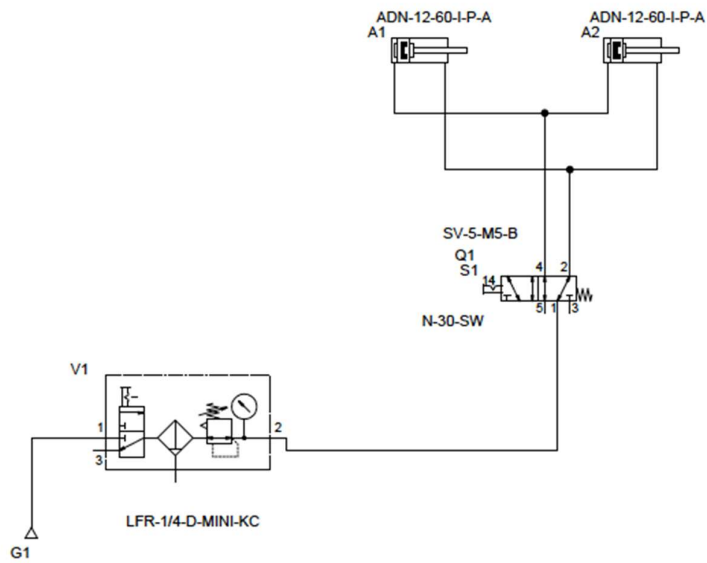 ADN-12-60-I-P-A
A1
ADN-12-60-I-P-A
A2
SV-5-M5-B
Q1
S1
14
4
2
5
1
3
N-30-SW
V1
1
3
2
LFR-1/4-D-MINI-KC
G1